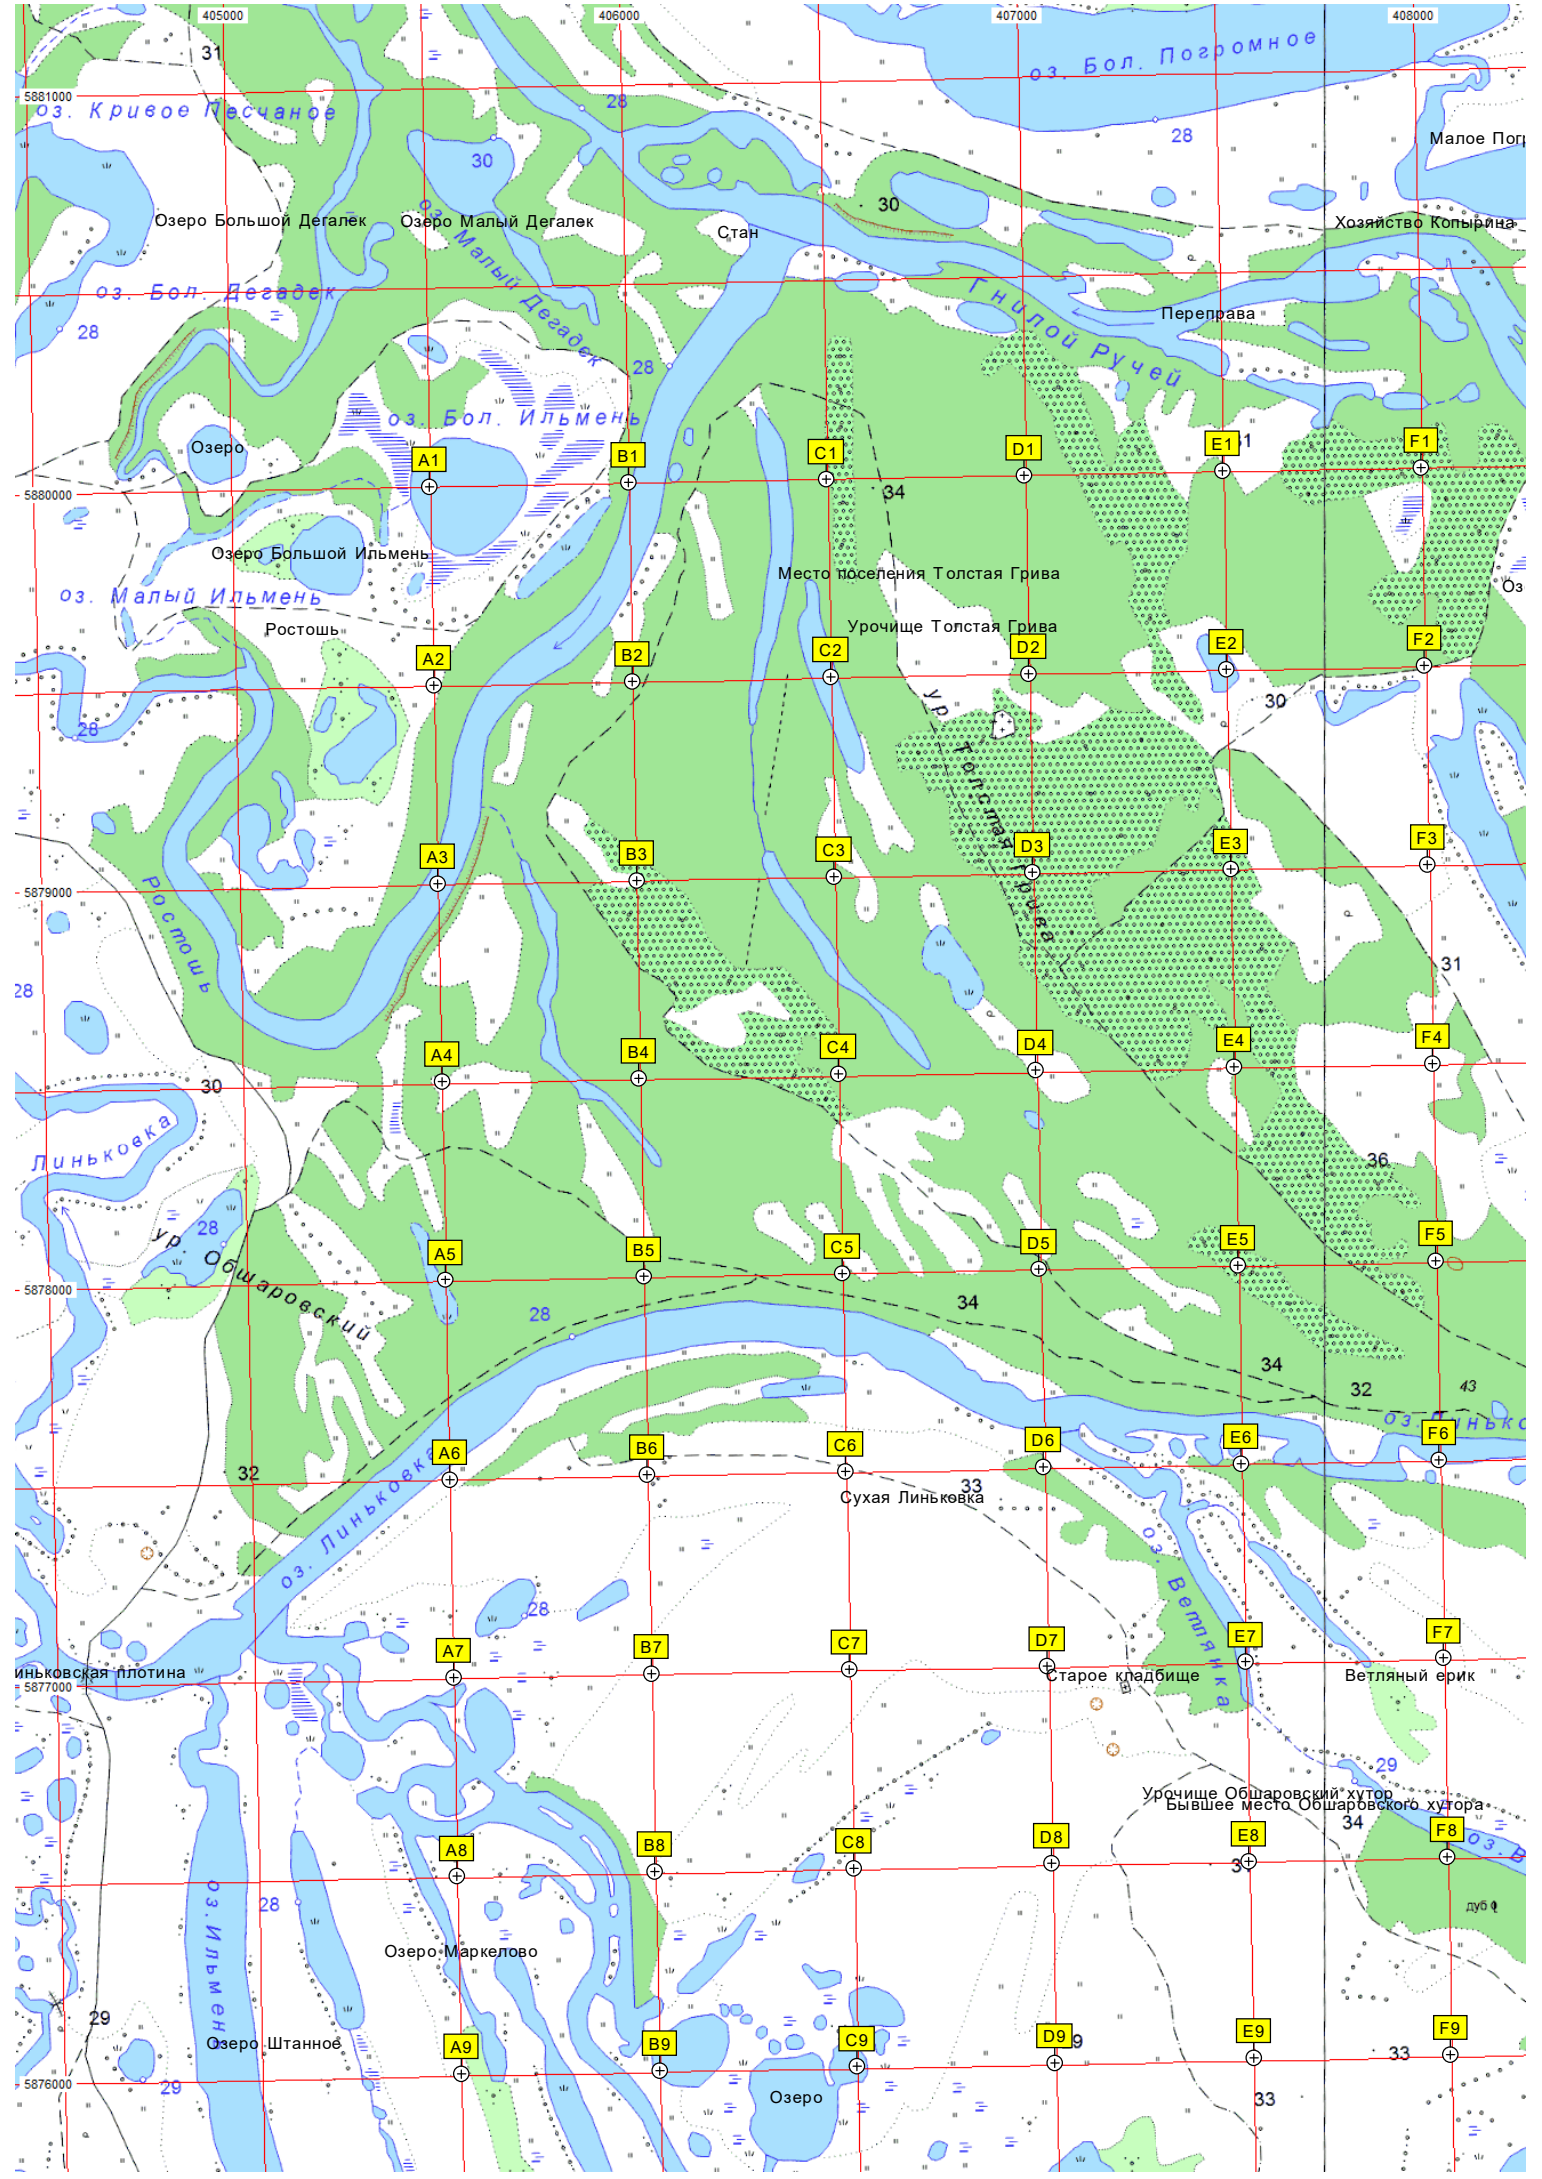 405000
406000
407000
408000
31
оз. Бол. Погромное
5881000
оз. Кривое Песчаное
28
28
Малое
30
30
Озеро Большой Дегалек
Озеро Малый Дегалек
Стан
Хозяйство Копырина
оз. Малый Дегадек
оз. Бол. Дегадек
Гнилой Ручей
Переправа
28
28
оз. Бол. Ильмень
Озеро
A1
B1
C1
D1
E1
F1
5880000
34
Озеро Большой Ильмень
Место поселения Толстая Грива
оз. Малый Ильмень
Ростошь
Урочище Толстая Грива
A2
B2
C2
D2
E2
F2
28
30
ур. Толстая Грива
A3
B3
C3
D3
E3
F3
5879000
Ростошь
28
31
A4
B4
C4
D4
E4
F4
30
Линьковка
36
28
ур. Обшаровский
A5
B5
C5
D5
E5
F5
5878000
28
34
34
32
43
A6
B6
C6
D6
E6
F6
32
33
Сухая Линьковка
оз. Линьковка
оз. Ветлянка
28
A7
B7
C7
D7
E7
F7
плотина
Старое кладбище
Ветляный ерик
5877000
29
Урочище Обшаровский хутор
Бывшее место Обшаровского хутора
34
A8
B8
C8
D8
E8
F8
28
оз. Ильмень
Озеро Маркелово
29
Озеро Штанное
A9
B9
C9
D9
E9
F9
33
5876000
29
Озеро
33